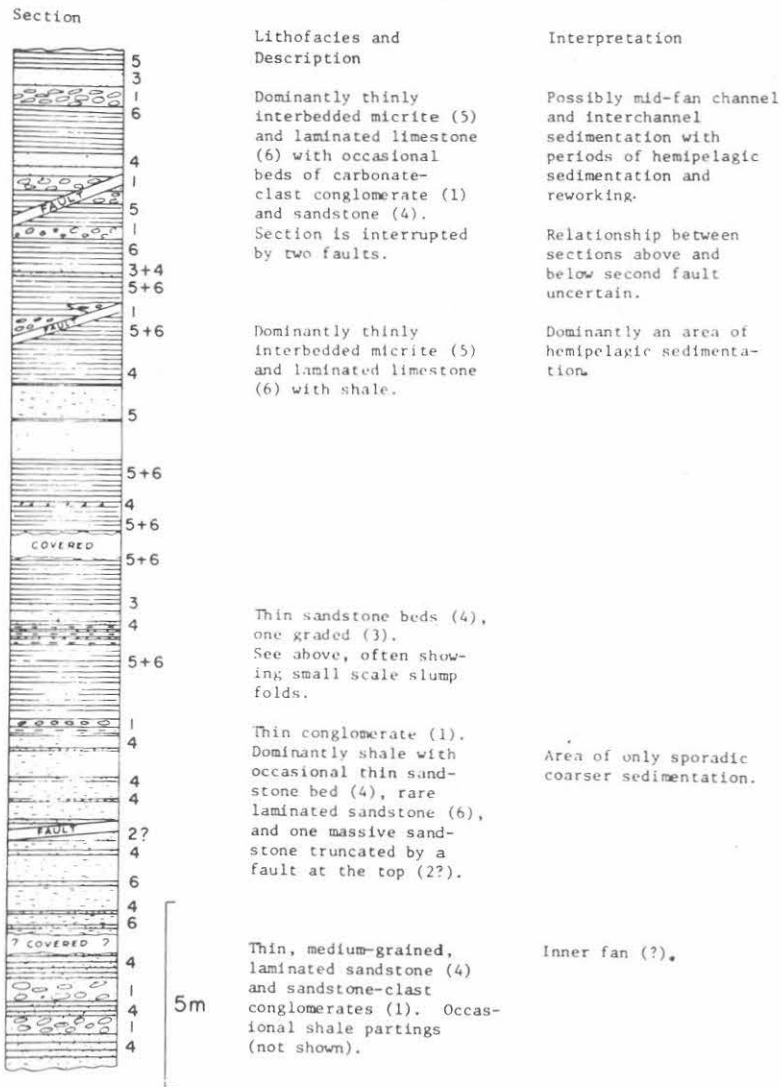 Section
Lithofacies and
Description
Interpretation
5
3
1
6
4
1
FAULT
5
1
6
3+4
5+6
1
FAULT
5+6
4
5
5+6
4
5+6
COVERED
5+6
3
4
5+6
1
4
4
4
FAULT
2?
4
6
4
6
? COVERED ?
4
1
4
1
4
5m
Dominantly thinly
interbedded micrite (5)
and laminated limestone
(6) with occasional
beds of carbonate-
clast conglomerate (1)
and sandstone (4).
Section is interrupted
by two faults.
Possibly mid-fan channel
and interchannel
sedimentation with
periods of hemipelagic
sedimentation and
reworking.
Relationship between
sections above and
below second fault
uncertain.
Dominantly thinly
interbedded micrite (5)
and laminated limestone
(6) with shale.
Dominantly an area of
hemipelagic sedimenta-
tion.
Thin sandstone beds (4),
one graded (3).
See above, often show-
ing small scale slump
folds.
Thin conglomerate (1).
Dominantly shale with
occasional thin sand-
stone bed (4), rare
laminated sandstone (6),
and one massive sand-
stone truncated by a
fault at the top (2?).
Area of only sporadic
coarser sedimentation.
Thin, medium-grained,
laminated sandstone (4)
and sandstone-clast
conglomerates (1). Occas-
ional shale partings
(not shown).
Inner fan (?).